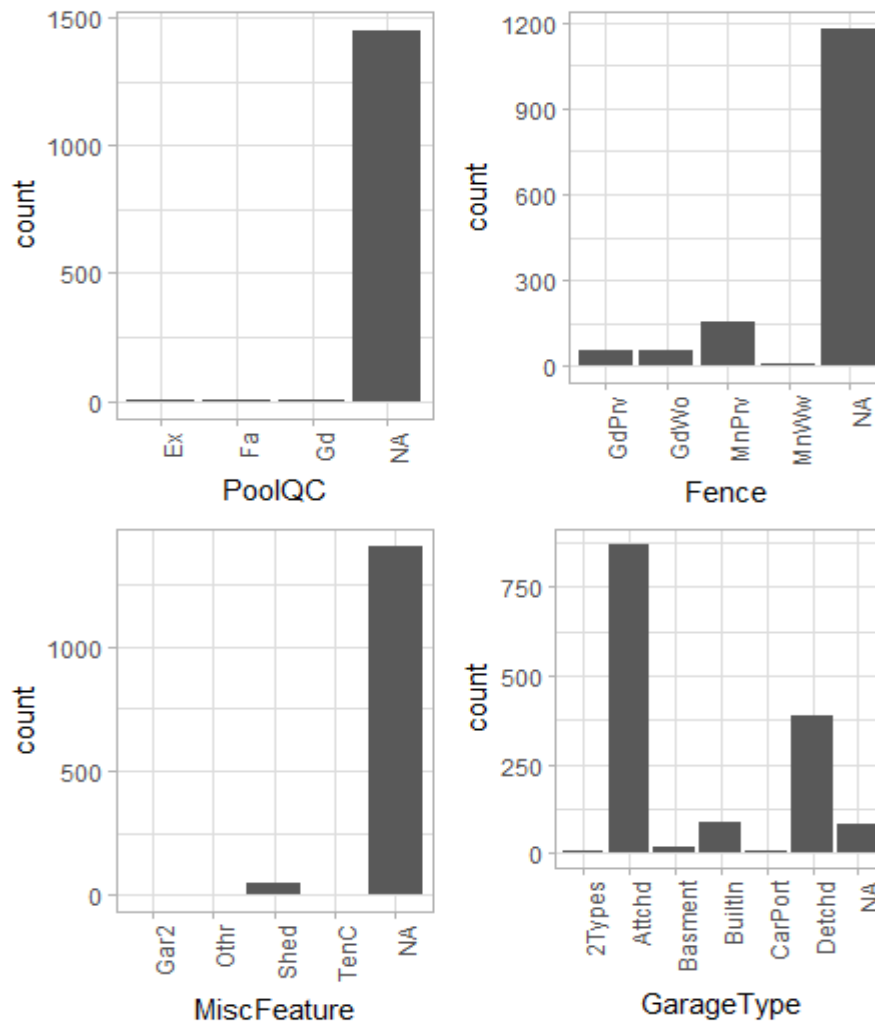 1500
1000
500
0
count
Ex
Fa
Gd
NA
PoolQC
1200
900
600
300
0
count
GdPrv
GdWo
MnPrv
MnWw
NA
Fence
1000
500
0
count
Gar2
Othr
Shed
TenC
NA
MiscFeature
750
500
250
0
count
2Types
Attchd
Basment
BuiltIn
CarPort
Detchd
NA
GarageType